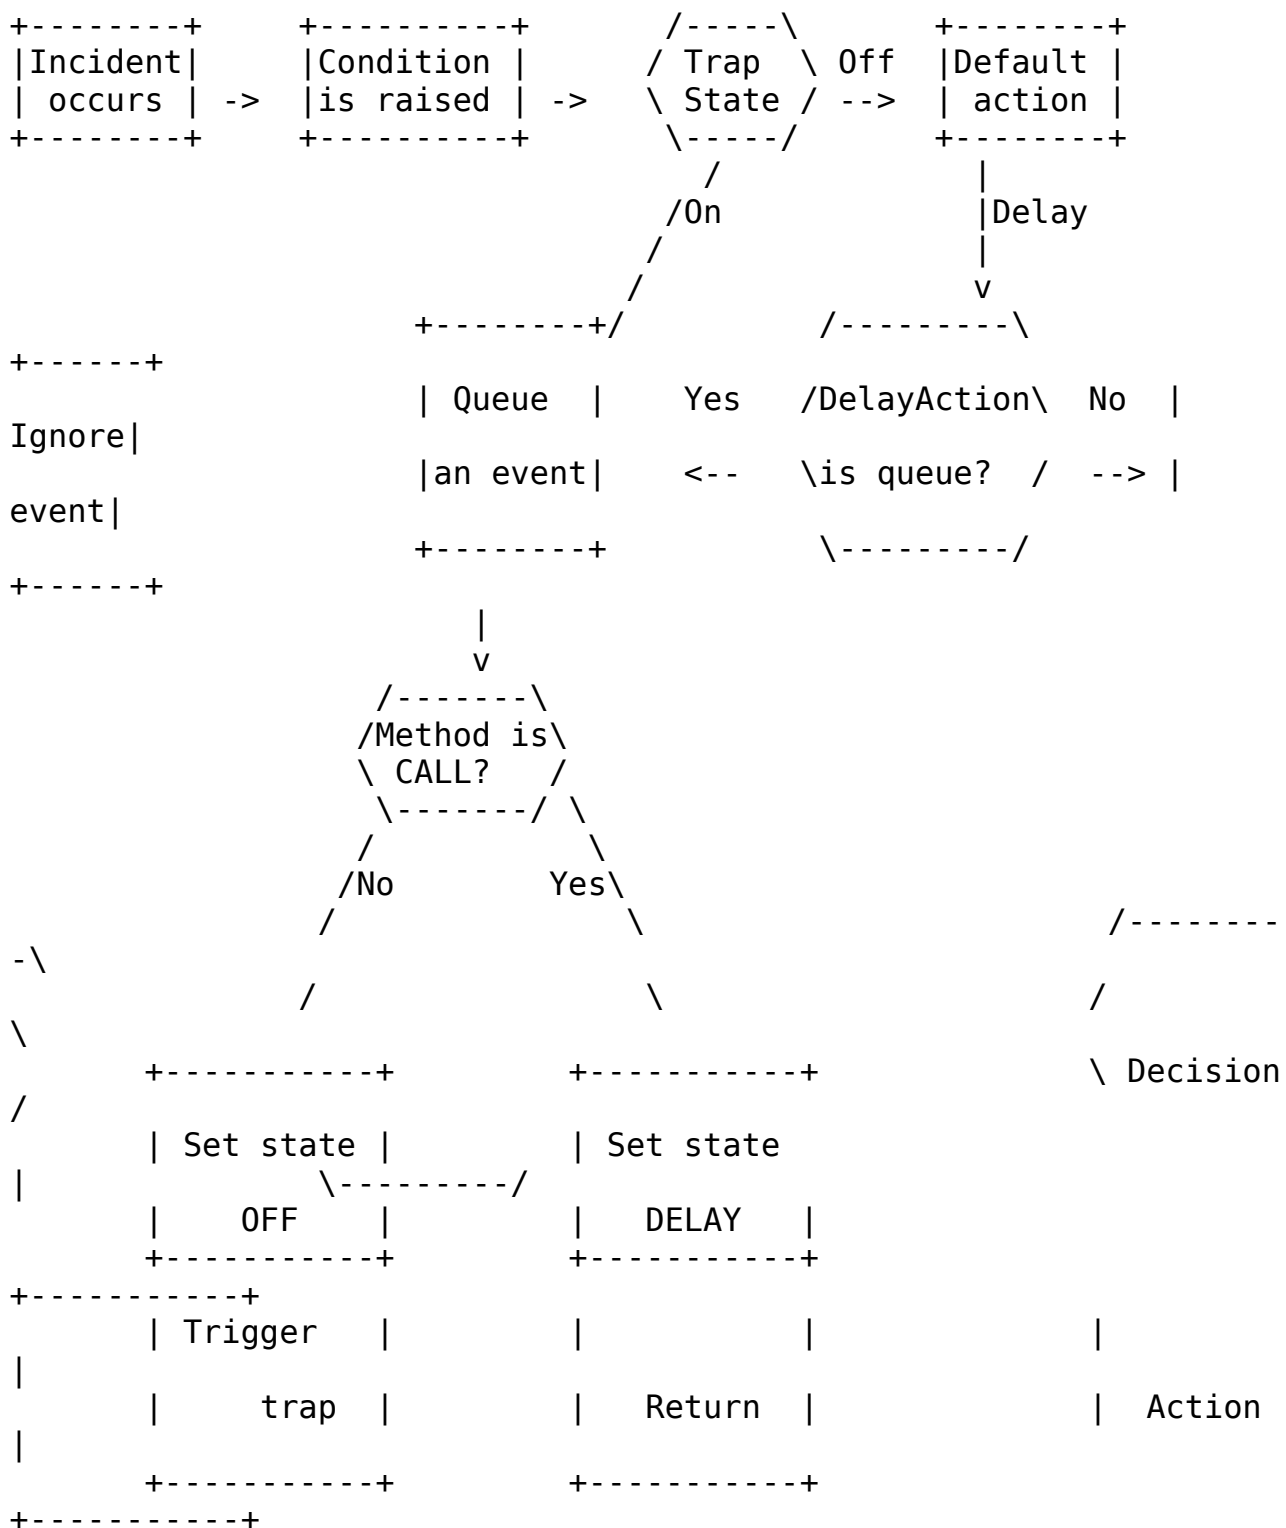 +--------+     +----------+       /-----\       +--------+
|Incident|     |Condition |      / Trap  \ Off  |Default |
| occurs | ->  |is raised | ->   \ State / -->  | action |
+--------+     +----------+       \-----/       +--------+
                                    /             |
                                  /On             |Delay
                                 /                |
                                /                 v
                     +--------+/          /---------\
+------+
                     | Queue  |    Yes   /DelayAction\  No  |
Ignore|
                     |an event|    <--   \is queue?  /  --> |
event|
                     +--------+           \---------/
+------+
                        |
                        v
                   /-------\
                  /Method is\
                  \ CALL?   /
                   \-------/ \
                  /           \
                 /No        Yes\
                /               \                        /--------
-\
               /                 \                      /
\
       +-----------+         +-----------+              \ Decision
/
       | Set state |         | Set state
|               \---------/
       |    OFF    |         |   DELAY   |
       +-----------+         +-----------+
+-----------+
       | Trigger   |         |           |              |
|
       |     trap  |         |   Return  |              |  Action
|
       +-----------+         +-----------+
+-----------+